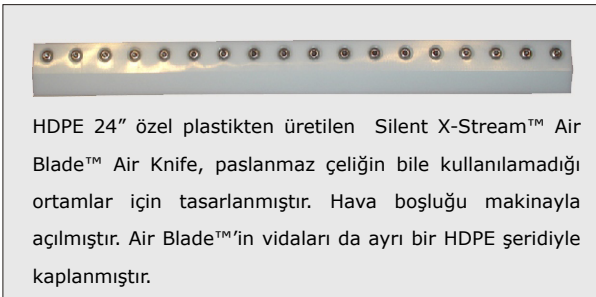 HDPE 24” özel plastikten üretilen Silent X-Stream™ Air
Blade™ Air Knife, paslanmaz çeliğin bile kullanılamadığı
ortamlar için tasarlanmıştır. Hava boşluğu makinayla
açılmıştır. Air Blade™’in vidaları da ayrı bir HDPE şeridiyle
kaplanmıştır.